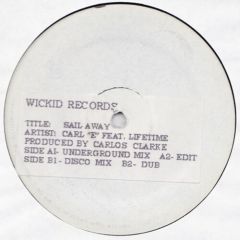 WICKID RECORDS
TITLE: SAIL AWAY
ARTIST: CARL "E" FEAT. LIFETIME
PRODUCED BY CARLOS CLARKE
SIDE A1- UNDERGROUND MIX A2- EDIT
SIDE B1- DISCO MIX B2- DUB